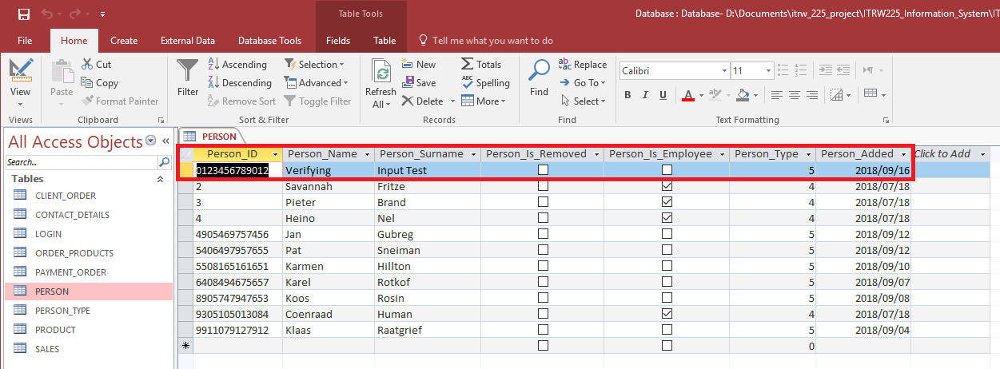 Table Tools
Database : Database- D:\Documents\itrw_225_project\ITRW225_Information_System\IT
File Home Create External Data Database Tools Fields Table Tell me what you want to do
View
Views
Paste
Cut
Copy
Format Painter
Clipboard
Filter
Ascending
Descending
Remove Sort
Selection
Advanced
Toggle Filter
Sort & Filter
Refresh
All
New
Save
Delete
Totals
Spelling
More
Records
Find
Replace
Go To
Select
Find
Calibri
11
B I U A
Text Formatting
All Access Objects
Search...
Tables
CLIENT_ORDER
CONTACT_DETAILS
LOGIN
ORDER_PRODUCTS
PAYMENT_ORDER
PERSON
PERSON_TYPE
PRODUCT
SALES
PERSON
Person_ID Person_Name Person_Surname Person_Is_Removed Person_Is_Employee Person_Type Person_Added Click to Add
0123456789012 Verifying Input Test 5 2018/09/16
2 Savannah Fritze 4 2018/07/18
3 Pieter Brand 4 2018/07/18
4 Heino Nel 4 2018/07/18
4905469757456 Jan Gubreg 5 2018/09/12
5406497957655 Pat Sneiman 5 2018/09/12
5508165161651 Karmen Hillton 5 2018/09/10
6408494675657 Karel Rotkof 5 2018/09/07
8905747947653 Koos Rosin 5 2018/09/08
9305105013084 Coenraad Human 4 2018/07/18
9911079127912 Klaas Raatgrief 5 2018/09/04
0